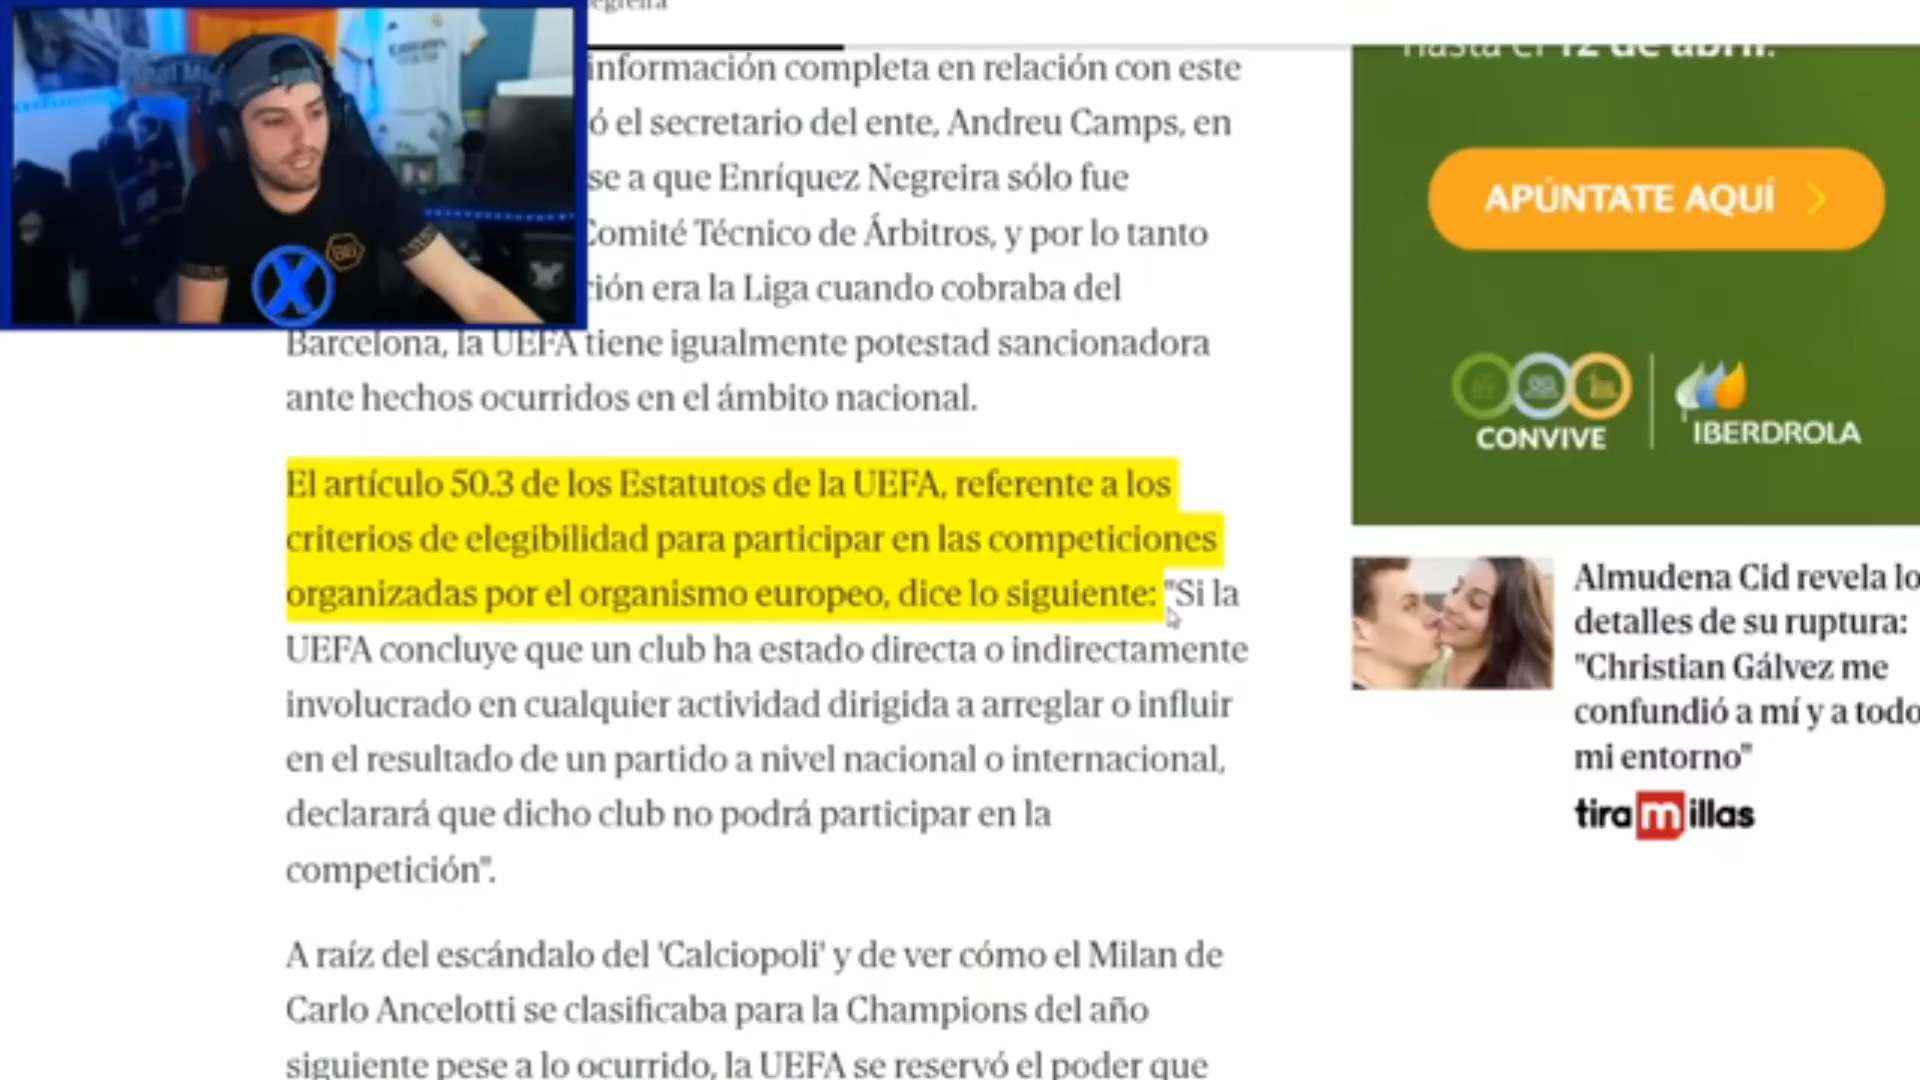 información completa en relación con este
ó el secretario del ente, Andreu Camps, en
se a que Enríquez Negreira sólo fue
Comité Técnico de Árbitros, y por lo tanto
ción era la Liga cuando cobraba del
Barcelona, la UEFA tiene igualmente potestad sancionadora
ante hechos ocurridos en el ámbito nacional.
El artículo 50.3 de los Estatutos de la UEFA, referente a los
criterios de elegibilidad para participar en las competiciones
organizadas por el organismo europeo, dice lo siguiente: "Si la
UEFA concluye que un club ha estado directa o indirectamente
involucrado en cualquier actividad dirigida a arreglar o influir
en el resultado de un partido a nivel nacional o internacional,
declarará que dicho club no podrá participar en la
competición".
A raíz del escándalo del 'Calciopoli' y de ver cómo el Milan de
Carlo Ancelotti se clasificaba para la Champions del año
siguiente pese a lo ocurrido, la UEFA se reservó el poder que
hasta el 12 de abril.
APÚNTATE AQUÍ
CONVIVE
IBERDROLA
Almudena Cid revela lo
detalles de su ruptura:
"Christian Gálvez me
confundió a mí y a todo
mi entorno"
tiramillas